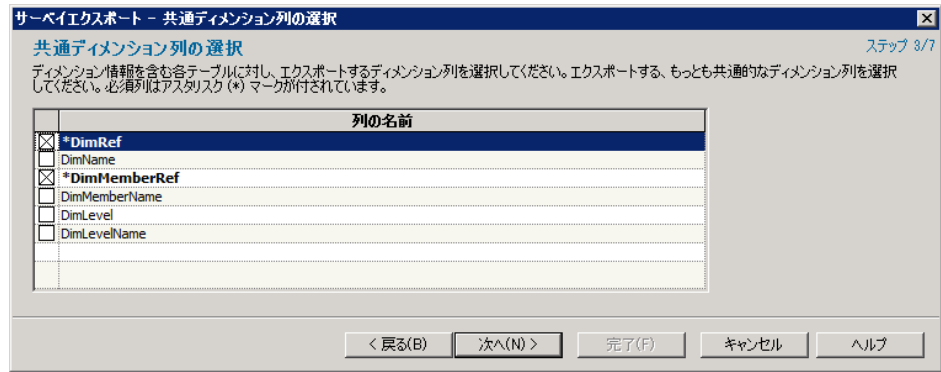 サーベイエクスポート - 共通ディメンション列の選択
共通ディメンション列の選択
ステップ 3/7
ディメンション情報を含む各テーブルに対し、エクスポートするディメンション列を選択してください。エクスポートする、もっとも共通的なディメンション列を選択
してください。必須列はアスタリスク (*) マークが付されています。
列の名前
*DimRef
DimName
*DimMemberRef
DimMemberName
DimLevel
DimLevelName
< 戻る(B) 次へ(N) > 完了(F) キャンセル ヘルプ